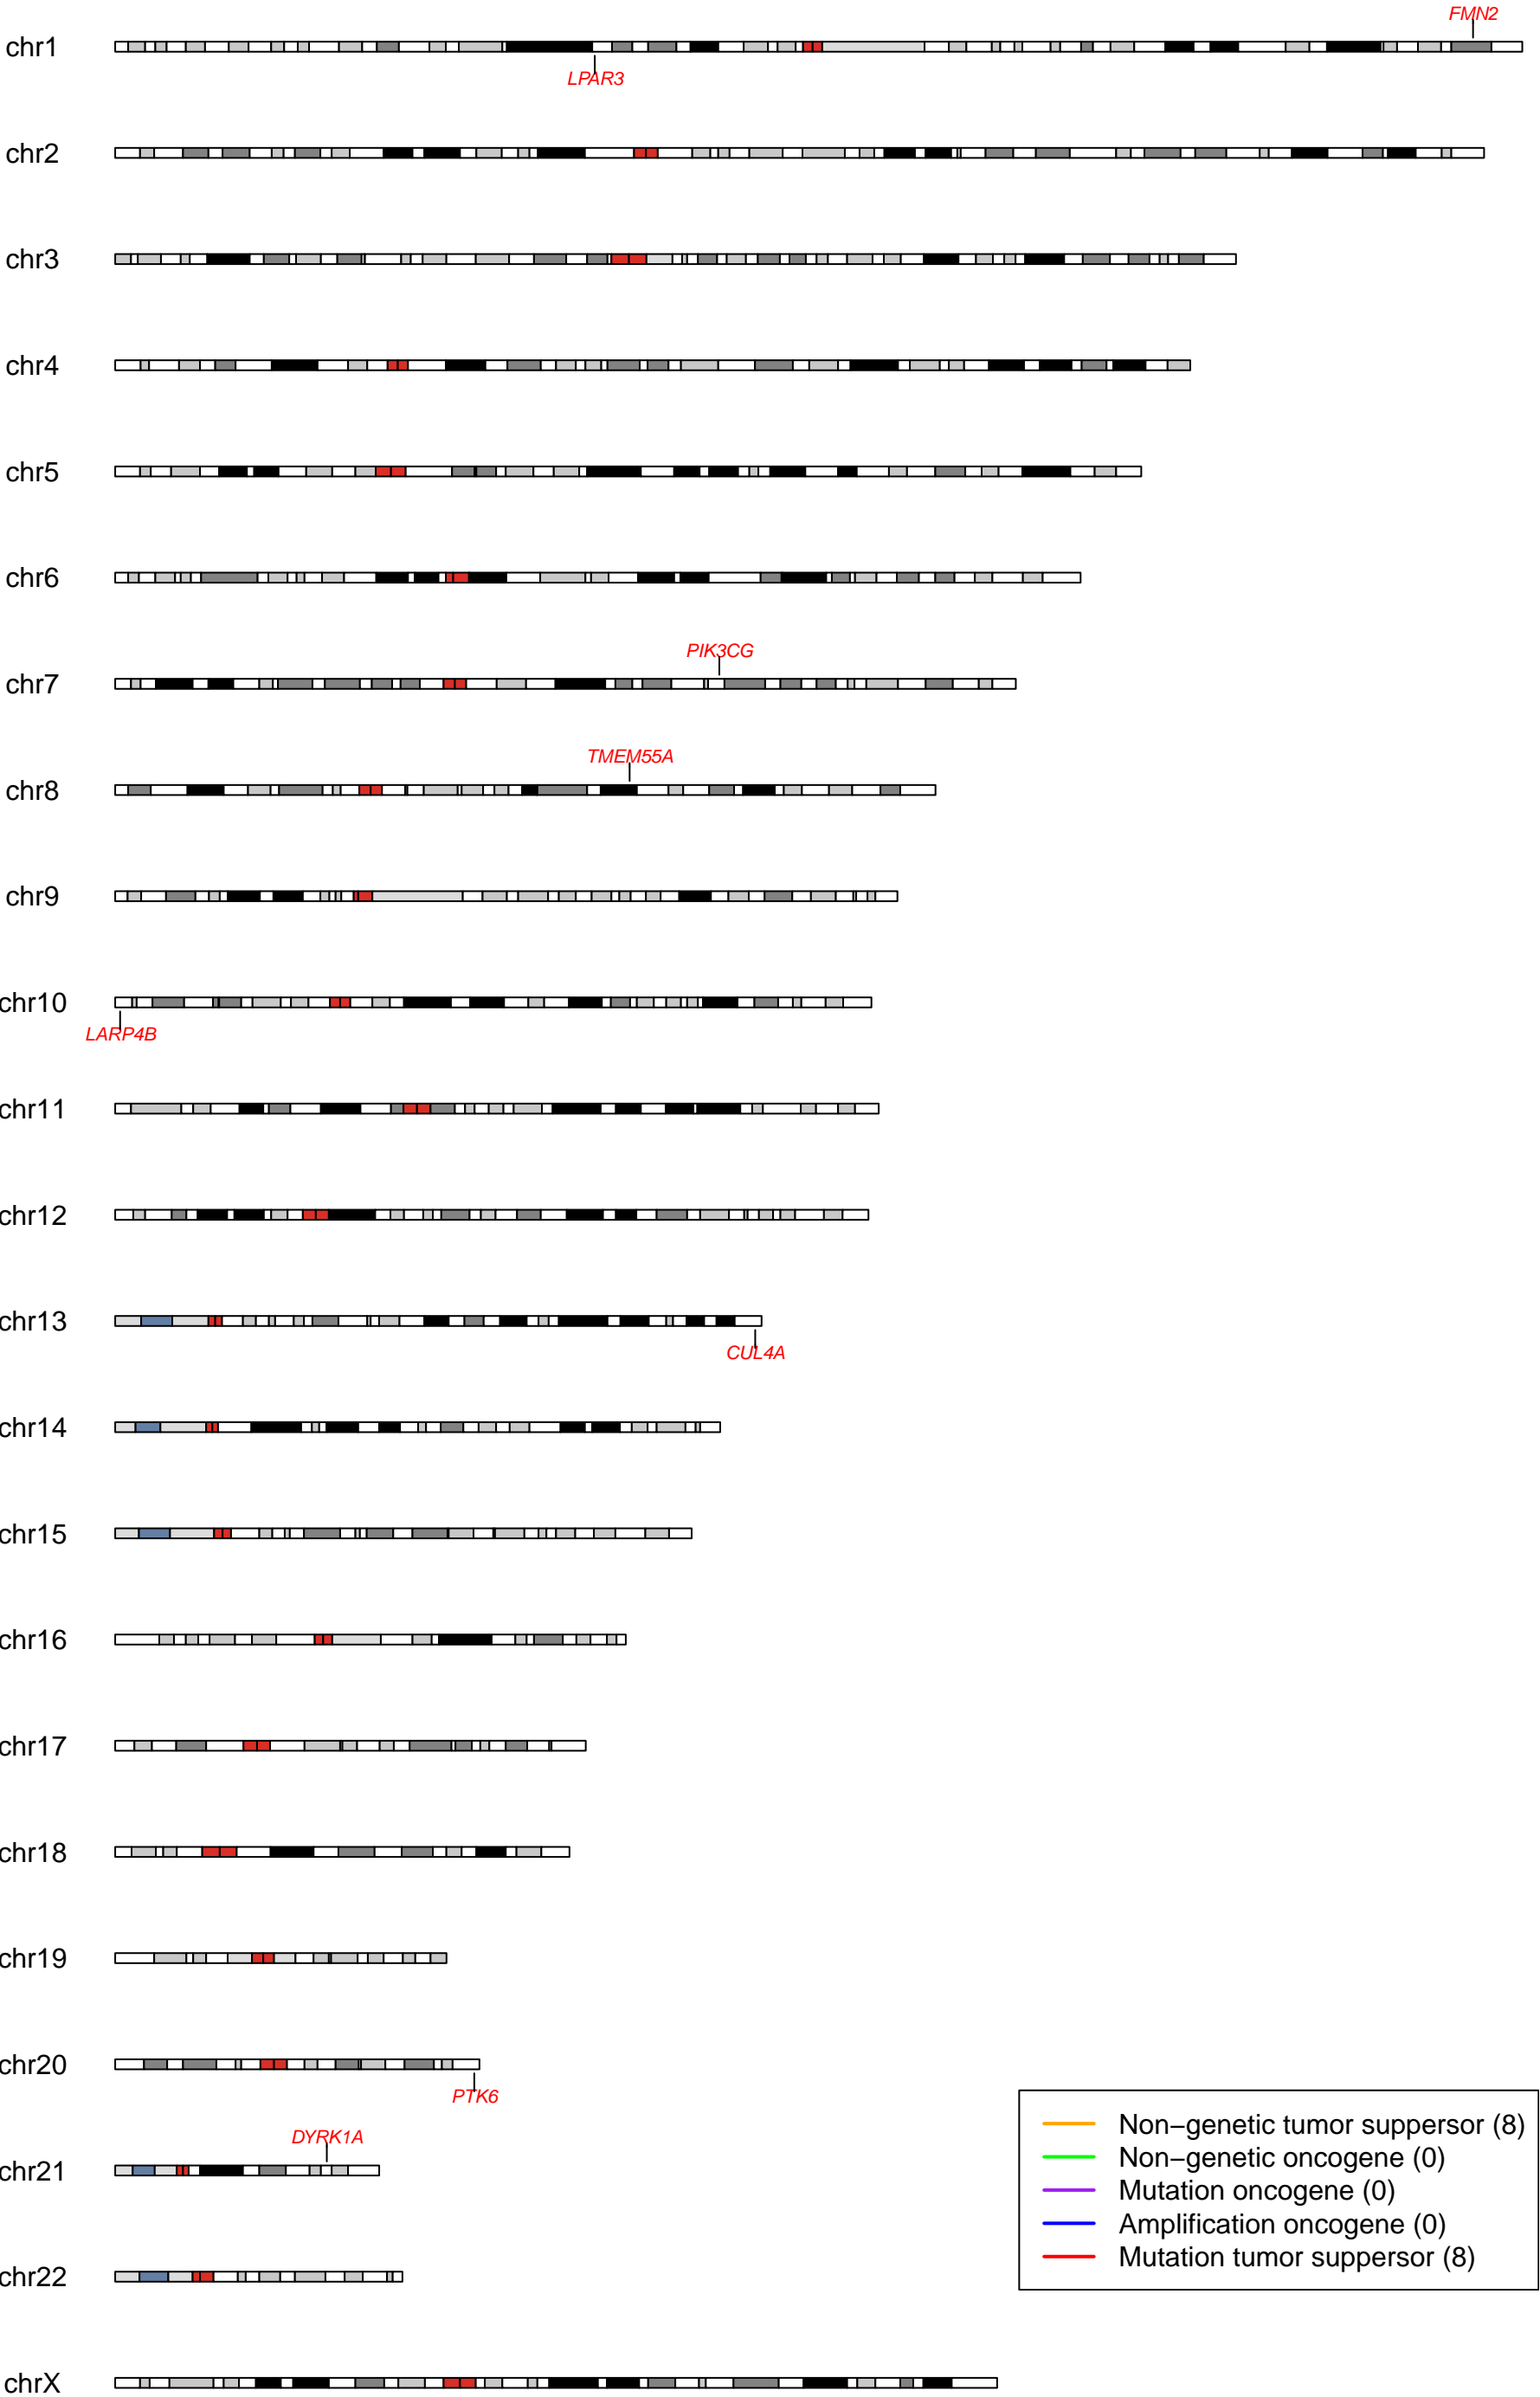 FMN2
chr1
LPAR3
chr2
chr3
chr4
chr5
chr6
PIK3CG
chr7
TMEM55A
chr8
chr9
chr10
LARP4B
chr11
chr12
chr13
CUL4A
chr14
chr15
chr16
chr17
chr18
chr19
chr20
PTK6
DYRK1A
chr21
chr22
chrX
Non−genetic tumor suppersor (8)
Non−genetic oncogene (0)
Mutation oncogene (0)
Amplification oncogene (0)
Mutation tumor suppersor (8)